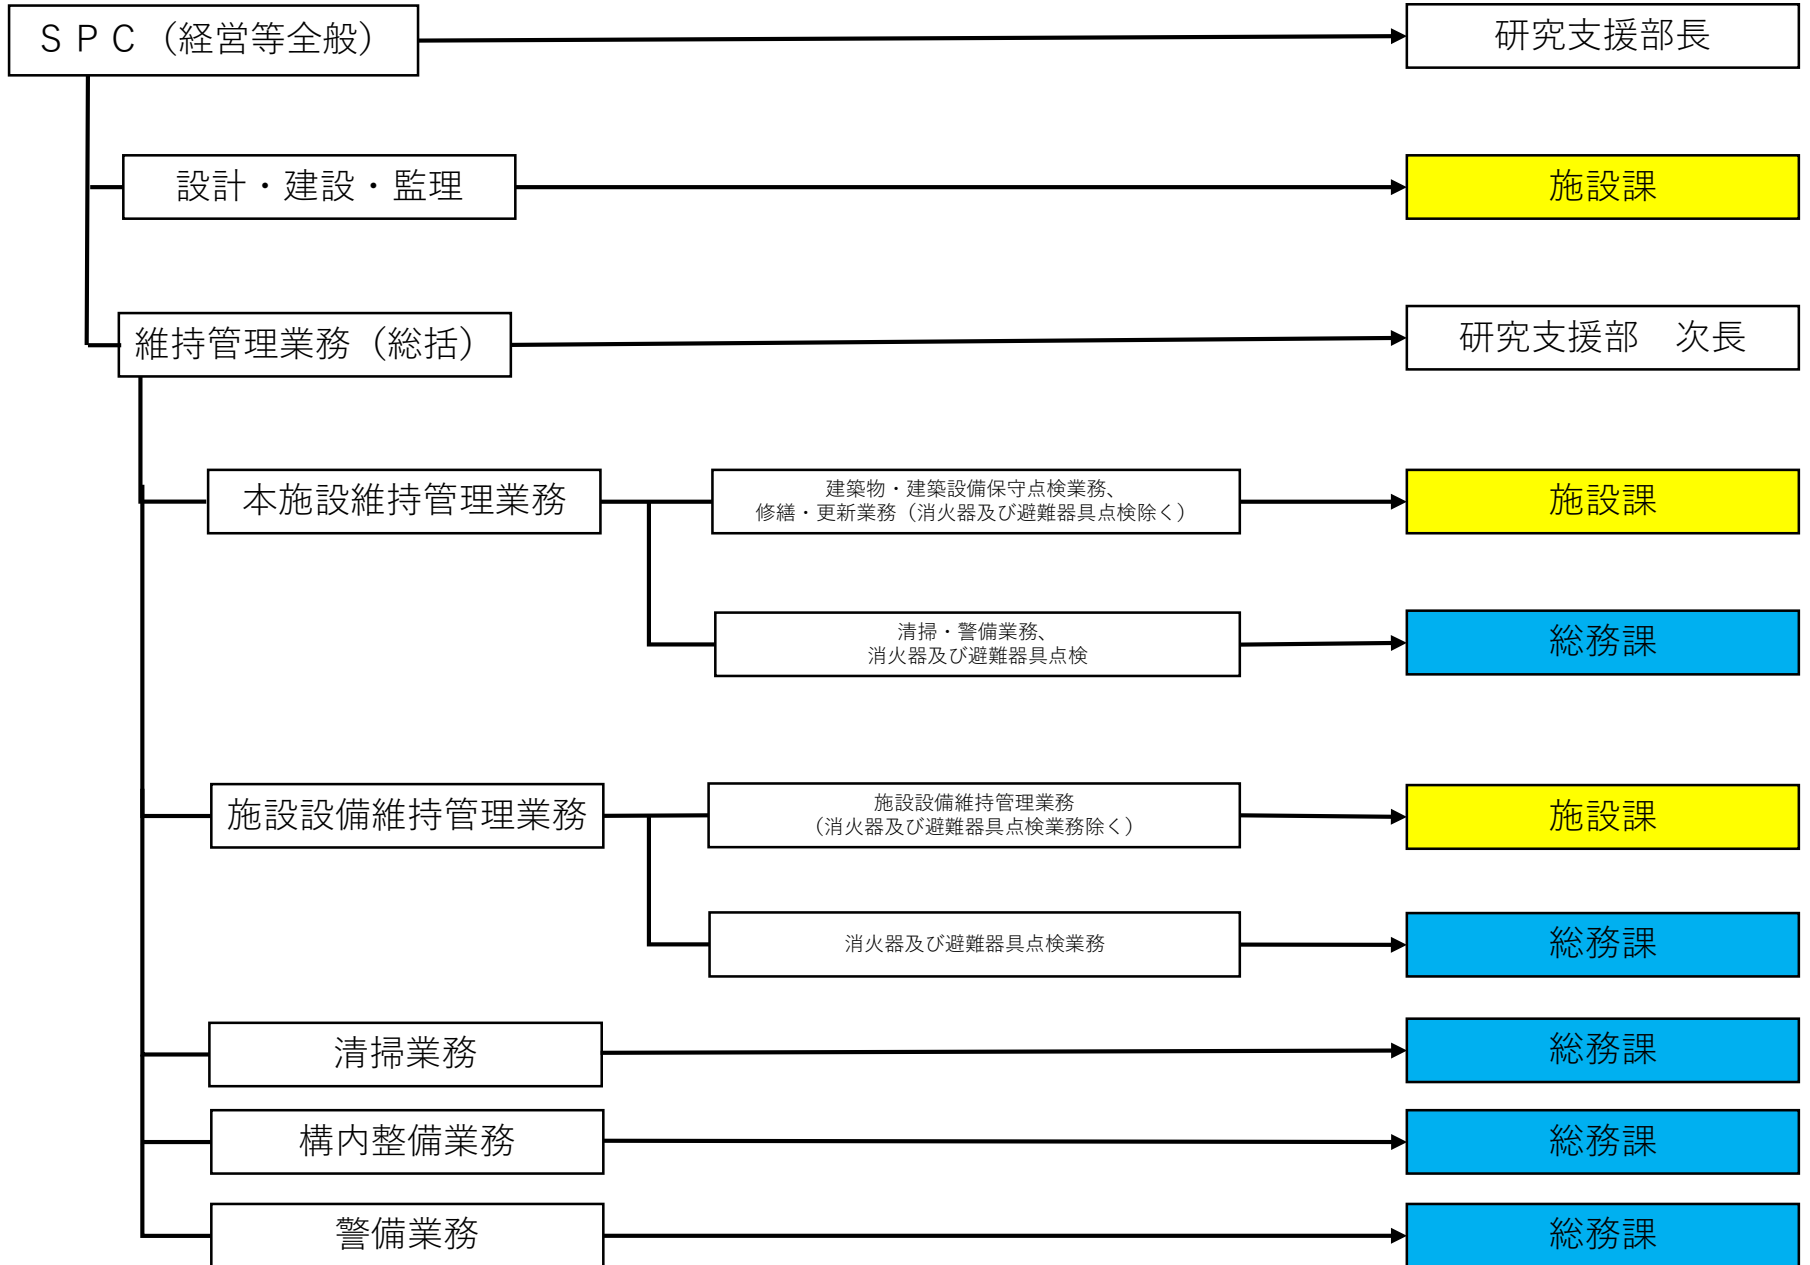 ＳＰＣ（経営等全般）
研究支援部長
設計・建設・監理
施設課
維持管理業務（総括）
研究支援部　次長
本施設維持管理業務
建築物・建築設備保守点検業務、
修繕・更新業務（消火器及び避難器具点検除く）
施設課
清掃・警備業務、
消火器及び避難器具点検
総務課
施設設備維持管理業務
施設設備維持管理業務
（消火器及び避難器具点検業務除く）
施設課
消火器及び避難器具点検業務
総務課
清掃業務
総務課
構内整備業務
総務課
警備業務
総務課